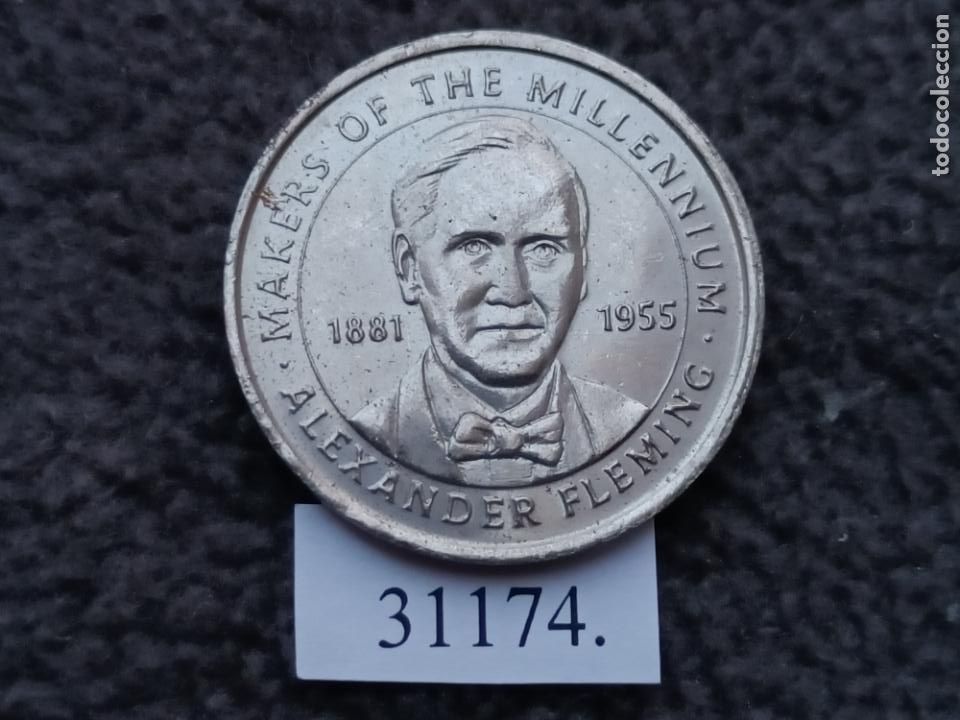 · MAKERS OF THE MILLENNIUM ·
1881 1955
ALEXANDER FLEMING
31174.
todocoleccion